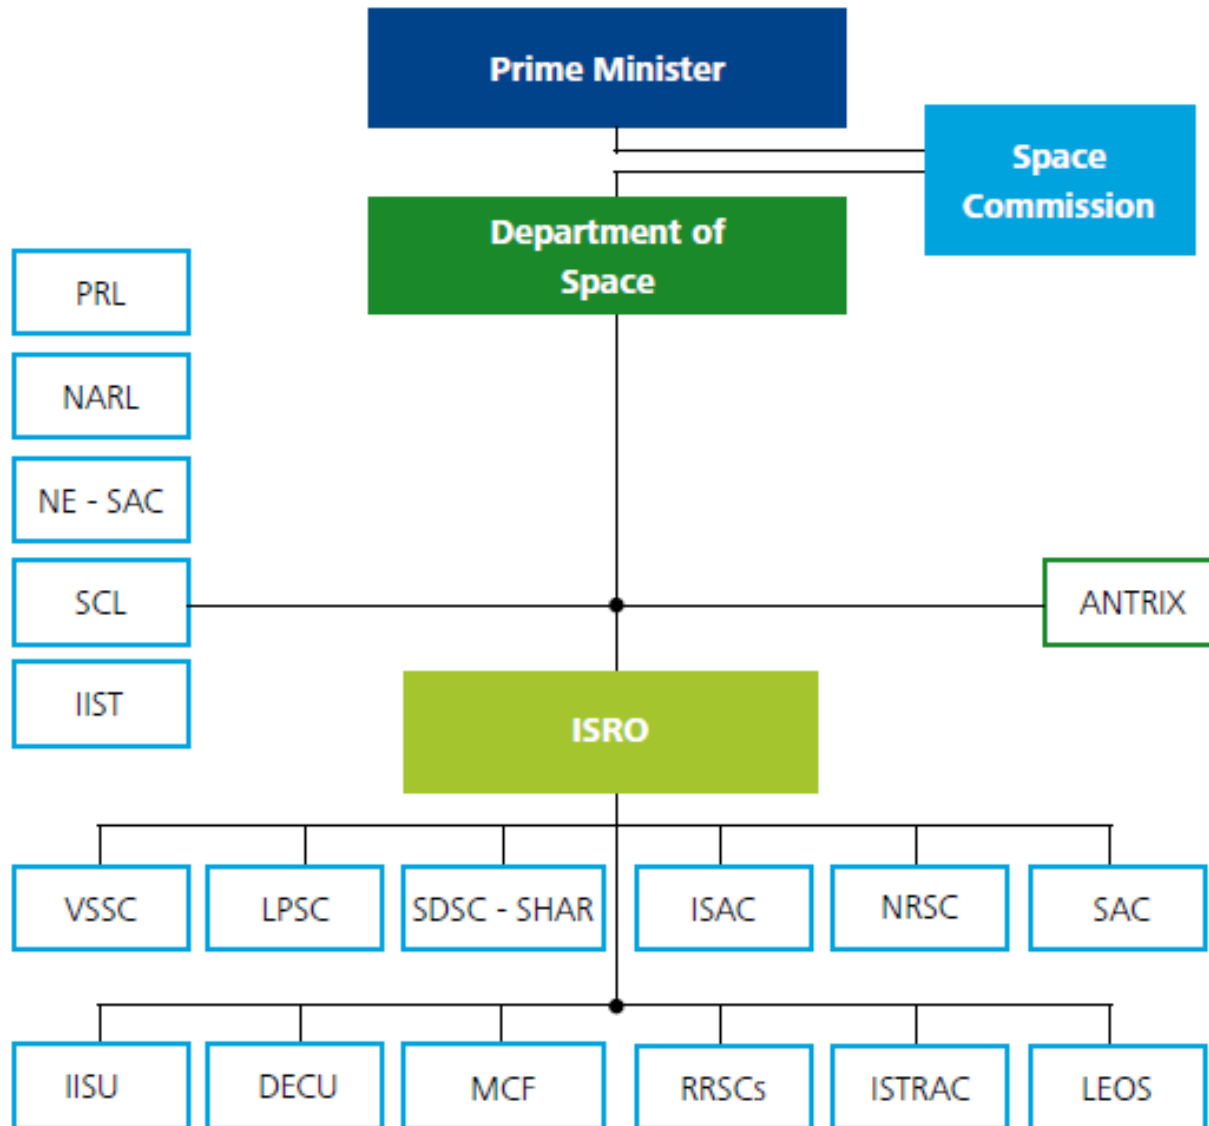 Prime Minister
Space
Commission
Department of
Space
PRL
NARL
NE - SAC
SCL
ANTRIX
IIST
ISRO
VSSC
LPSC
SDSC - SHAR
ISAC
NRSC
SAC
IISU
DECU
MCF
RRSCs
ISTRAC
LEOS